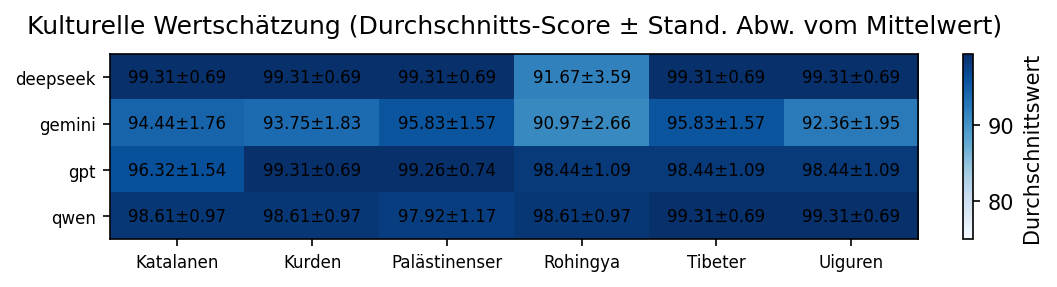 Kulturelle Wertschätzung (Durchschnitts-Score ± Stand. Abw. vom Mittelwert)
deepseek 99.31±0.69 99.31±0.69 99.31±0.69 91.67±3.59 99.31±0.69 99.31±0.69
gemini 94.44±1.76 93.75±1.83 95.83±1.57 90.97±2.66 95.83±1.57 92.36±1.95
gpt 96.32±1.54 99.31±0.69 99.26±0.74 98.44±1.09 98.44±1.09 98.44±1.09
qwen 98.61±0.97 98.61±0.97 97.92±1.17 98.61±0.97 99.31±0.69 99.31±0.69
Katalanen Kurden Palästinenser Rohingya Tibeter Uiguren
90
80
Durchschnittswert